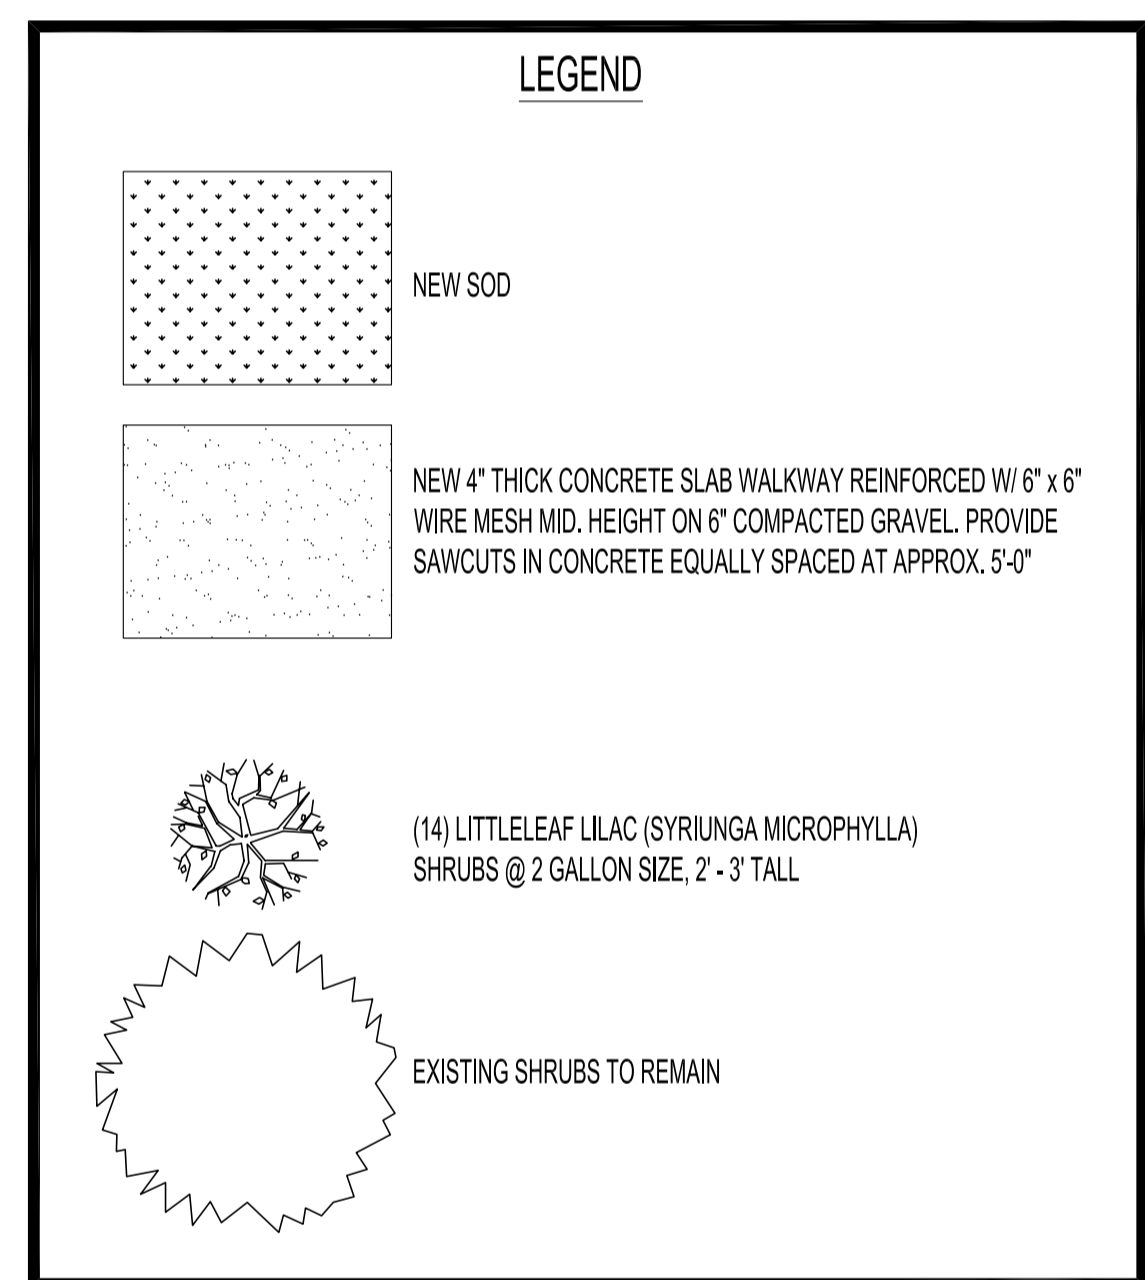 LEGEND
NEW SOD
NEW 4" THICK CONCRETE SLAB WALKWAY REINFORCED W/ 6" x 6"
WIRE MESH MID. HEIGHT ON 6" COMPACTED GRAVEL. PROVIDE
SAWCUTS IN CONCRETE EQUALLY SPACED AT APPROX. 5'-0"
(14) LITTLELEAF LILAC (SYRIUNGA MICROPHYLLA)
SHRUBS @ 2 GALLON SIZE, 2' - 3' TALL
EXISTING SHRUBS TO REMAIN